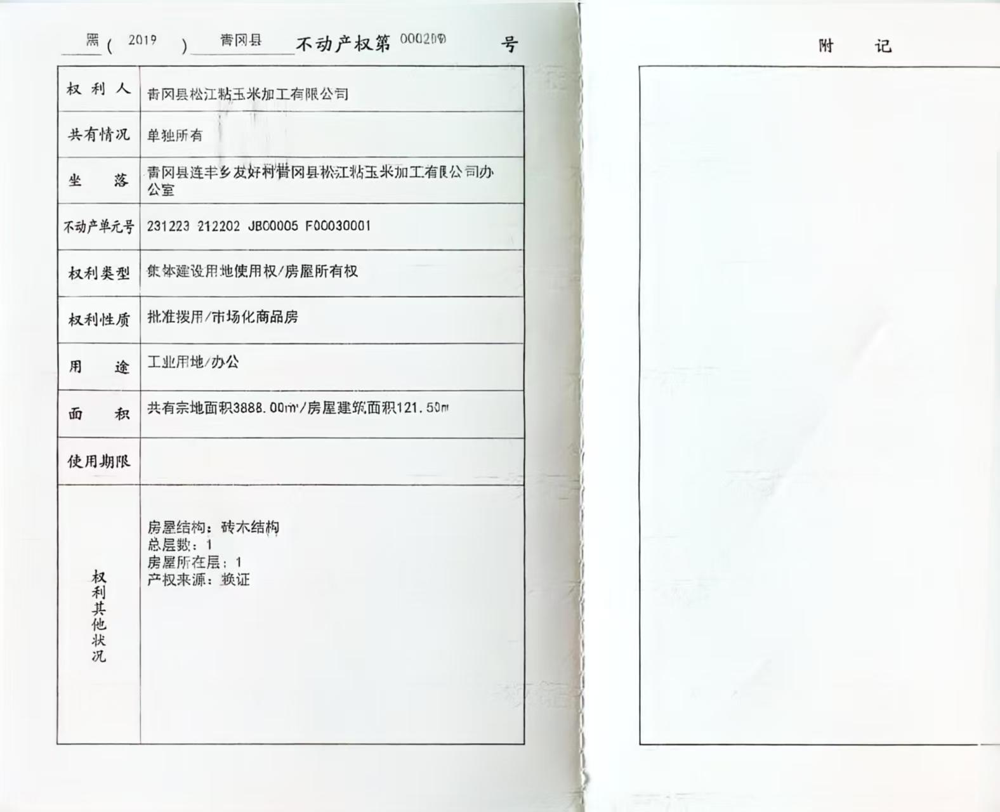 黑 ( 2019 ) 青冈县 不动产权第 号
权利人 青冈县松江粘玉米加工有限公司
共有情况 单独所有
坐落 青冈县连丰乡友好村青冈县松江粘玉米加工有限公司办
公室
不动产单元号 231223 212202 JB00005 F00030001
权利类型 集体建设用地使用权/房屋所有权
权利性质 批准拨用/市场化商品房
用途 工业用地/办公
面积 共有宗地面积3888.00㎡/房屋建筑面积121.50㎡
使用期限
权利其他状况
房屋结构：砖木结构
总层数：1
房屋所在层：1
产权来源：换证
附记